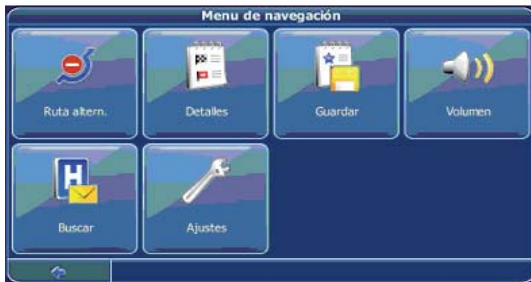 Menu de navegación
Ruta altern.
Detalles
Guardar
Volumen
H
Buscar
Ajustes